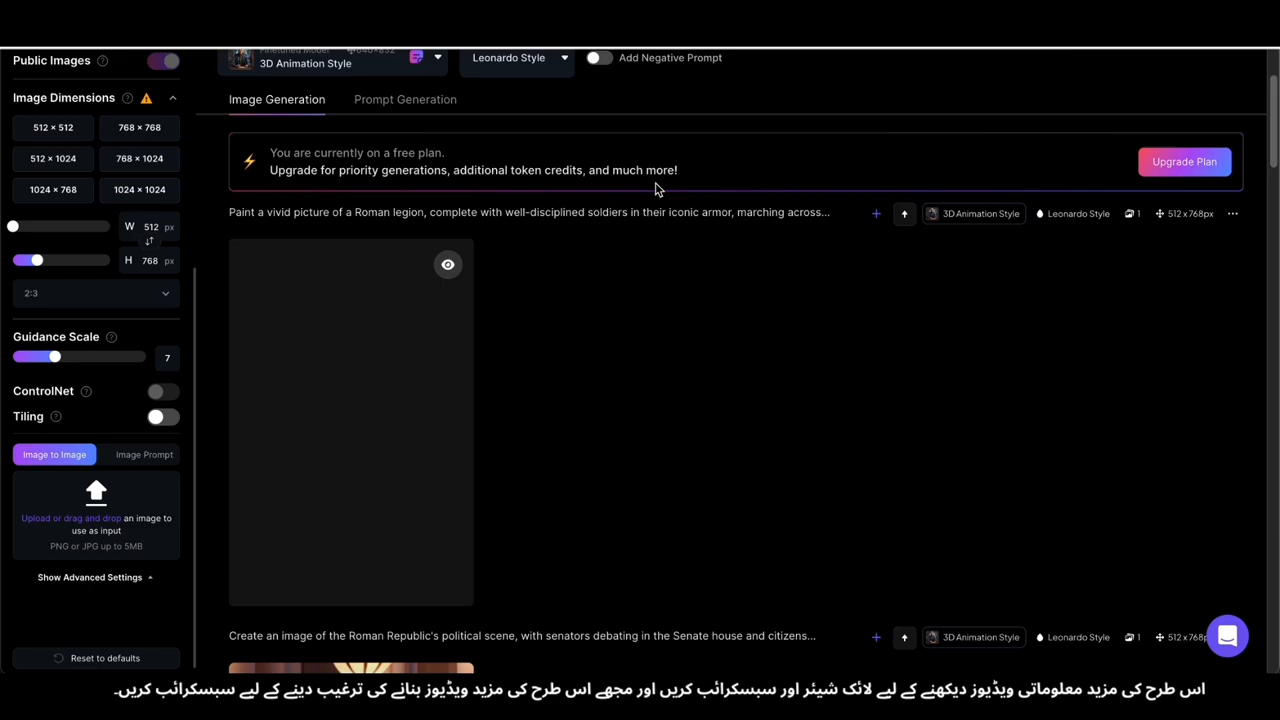 Public Images
Finetuned Model 640×832
3D Animation Style
Leonardo Style
Add Negative Prompt
Image Dimensions
Image Generation
Prompt Generation
512 × 512
768 × 768
512 × 1024
768 × 1024
1024 × 768
1024 × 1024
You are currently on a free plan.
Upgrade for priority generations, additional token credits, and much more!
Upgrade Plan
Paint a vivid picture of a Roman legion, complete with well-disciplined soldiers in their iconic armor, marching across...
3D Animation Style
Leonardo Style
1
512 x 768px
W 512 px
H 768 px
2:3
Guidance Scale
7
ControlNet
Tiling
Image to Image
Image Prompt
Upload or drag and drop an image to
use as input
PNG or JPG up to 5MB
Show Advanced Settings
Create an image of the Roman Republic's political scene, with senators debating in the Senate house and citizens...
3D Animation Style
Leonardo Style
1
512 x 768p
Reset to defaults
اس طرح کی مزید معلوماتی ویڈیوز دیکھنے کے لیے لائک شیئر اور سبسکرائب کریں اور مجھے اس طرح کی مزید ویڈیوز بنانے کی ترغیب دینے کے لیے سبسکرائب کریں۔